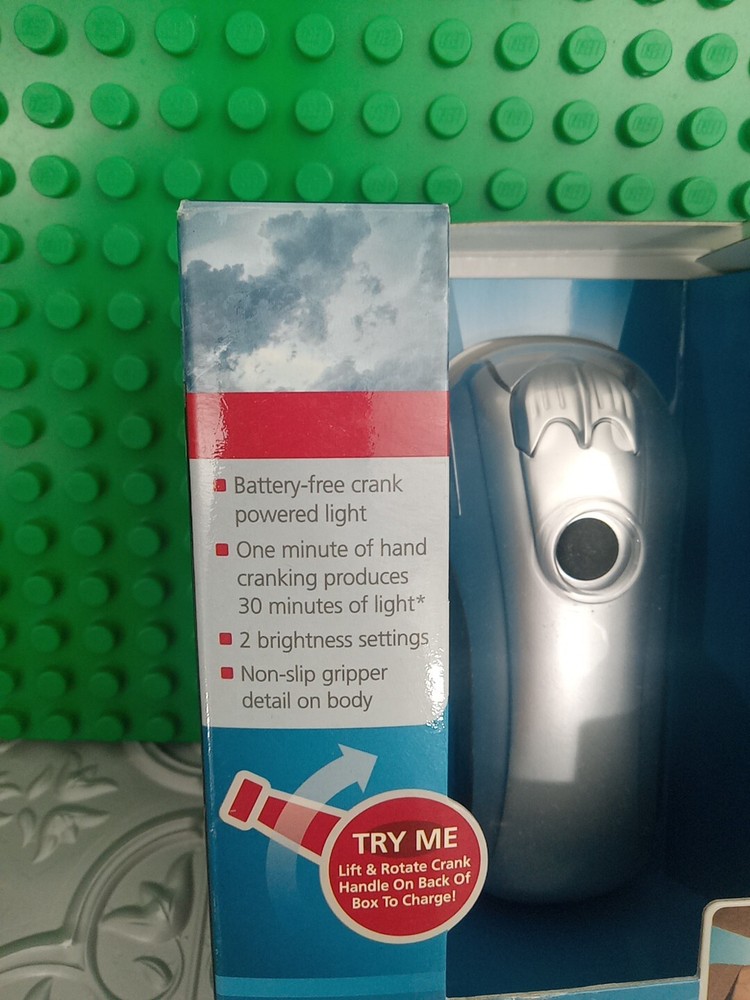 Battery-free crank
powered light
One minute of hand
cranking produces
30 minutes of light*
2 brightness settings
Non-slip gripper
detail on body
TRY ME
Lift & Rotate Crank
Handle On Back Of
Box To Charge!